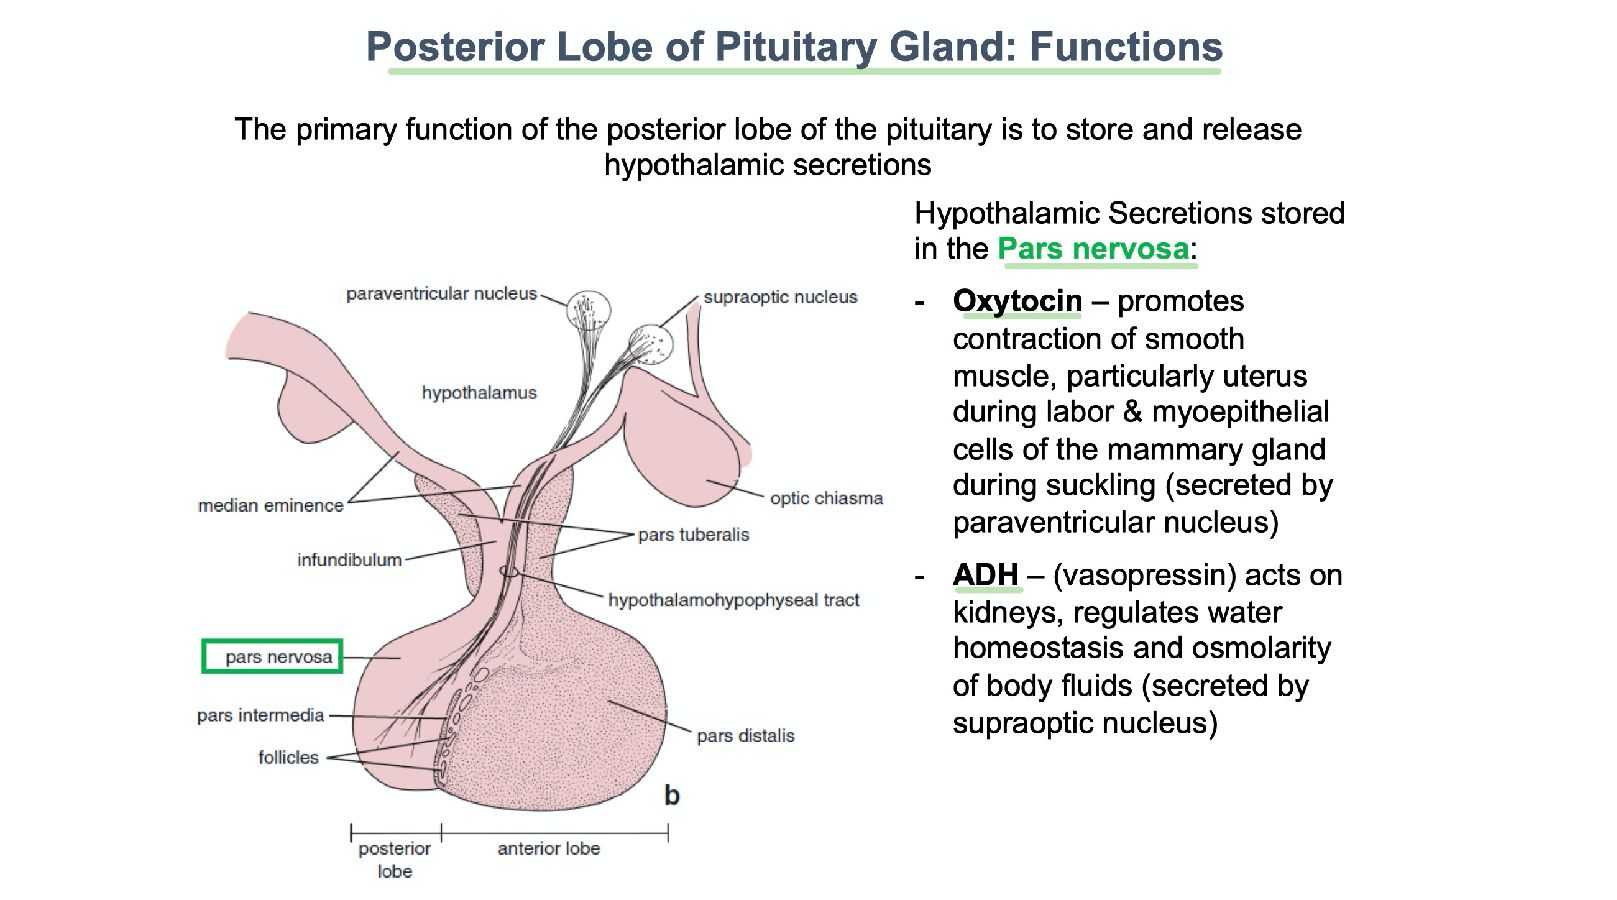 Posterior Lobe of Pituitary Gland: Functions
The primary function of the posterior lobe of the pituitary is to store and release
hypothalamic secretions
Hypothalamic Secretions stored
in the Pars nervosa:
- Oxytocin – promotes
contraction of smooth
muscle, particularly uterus
during labor & myoepithelial
cells of the mammary gland
during suckling (secreted by
paraventricular nucleus)
- ADH – (vasopressin) acts on
kidneys, regulates water
homeostasis and osmolarity
of body fluids (secreted by
supraoptic nucleus)
paraventricular nucleus
supraoptic nucleus
hypothalamus
median eminence
optic chiasma
pars tuberalis
infundibulum
hypothalamohypophyseal tract
pars nervosa
pars intermedia
pars distalis
follicles
b
posterior
lobe
anterior lobe